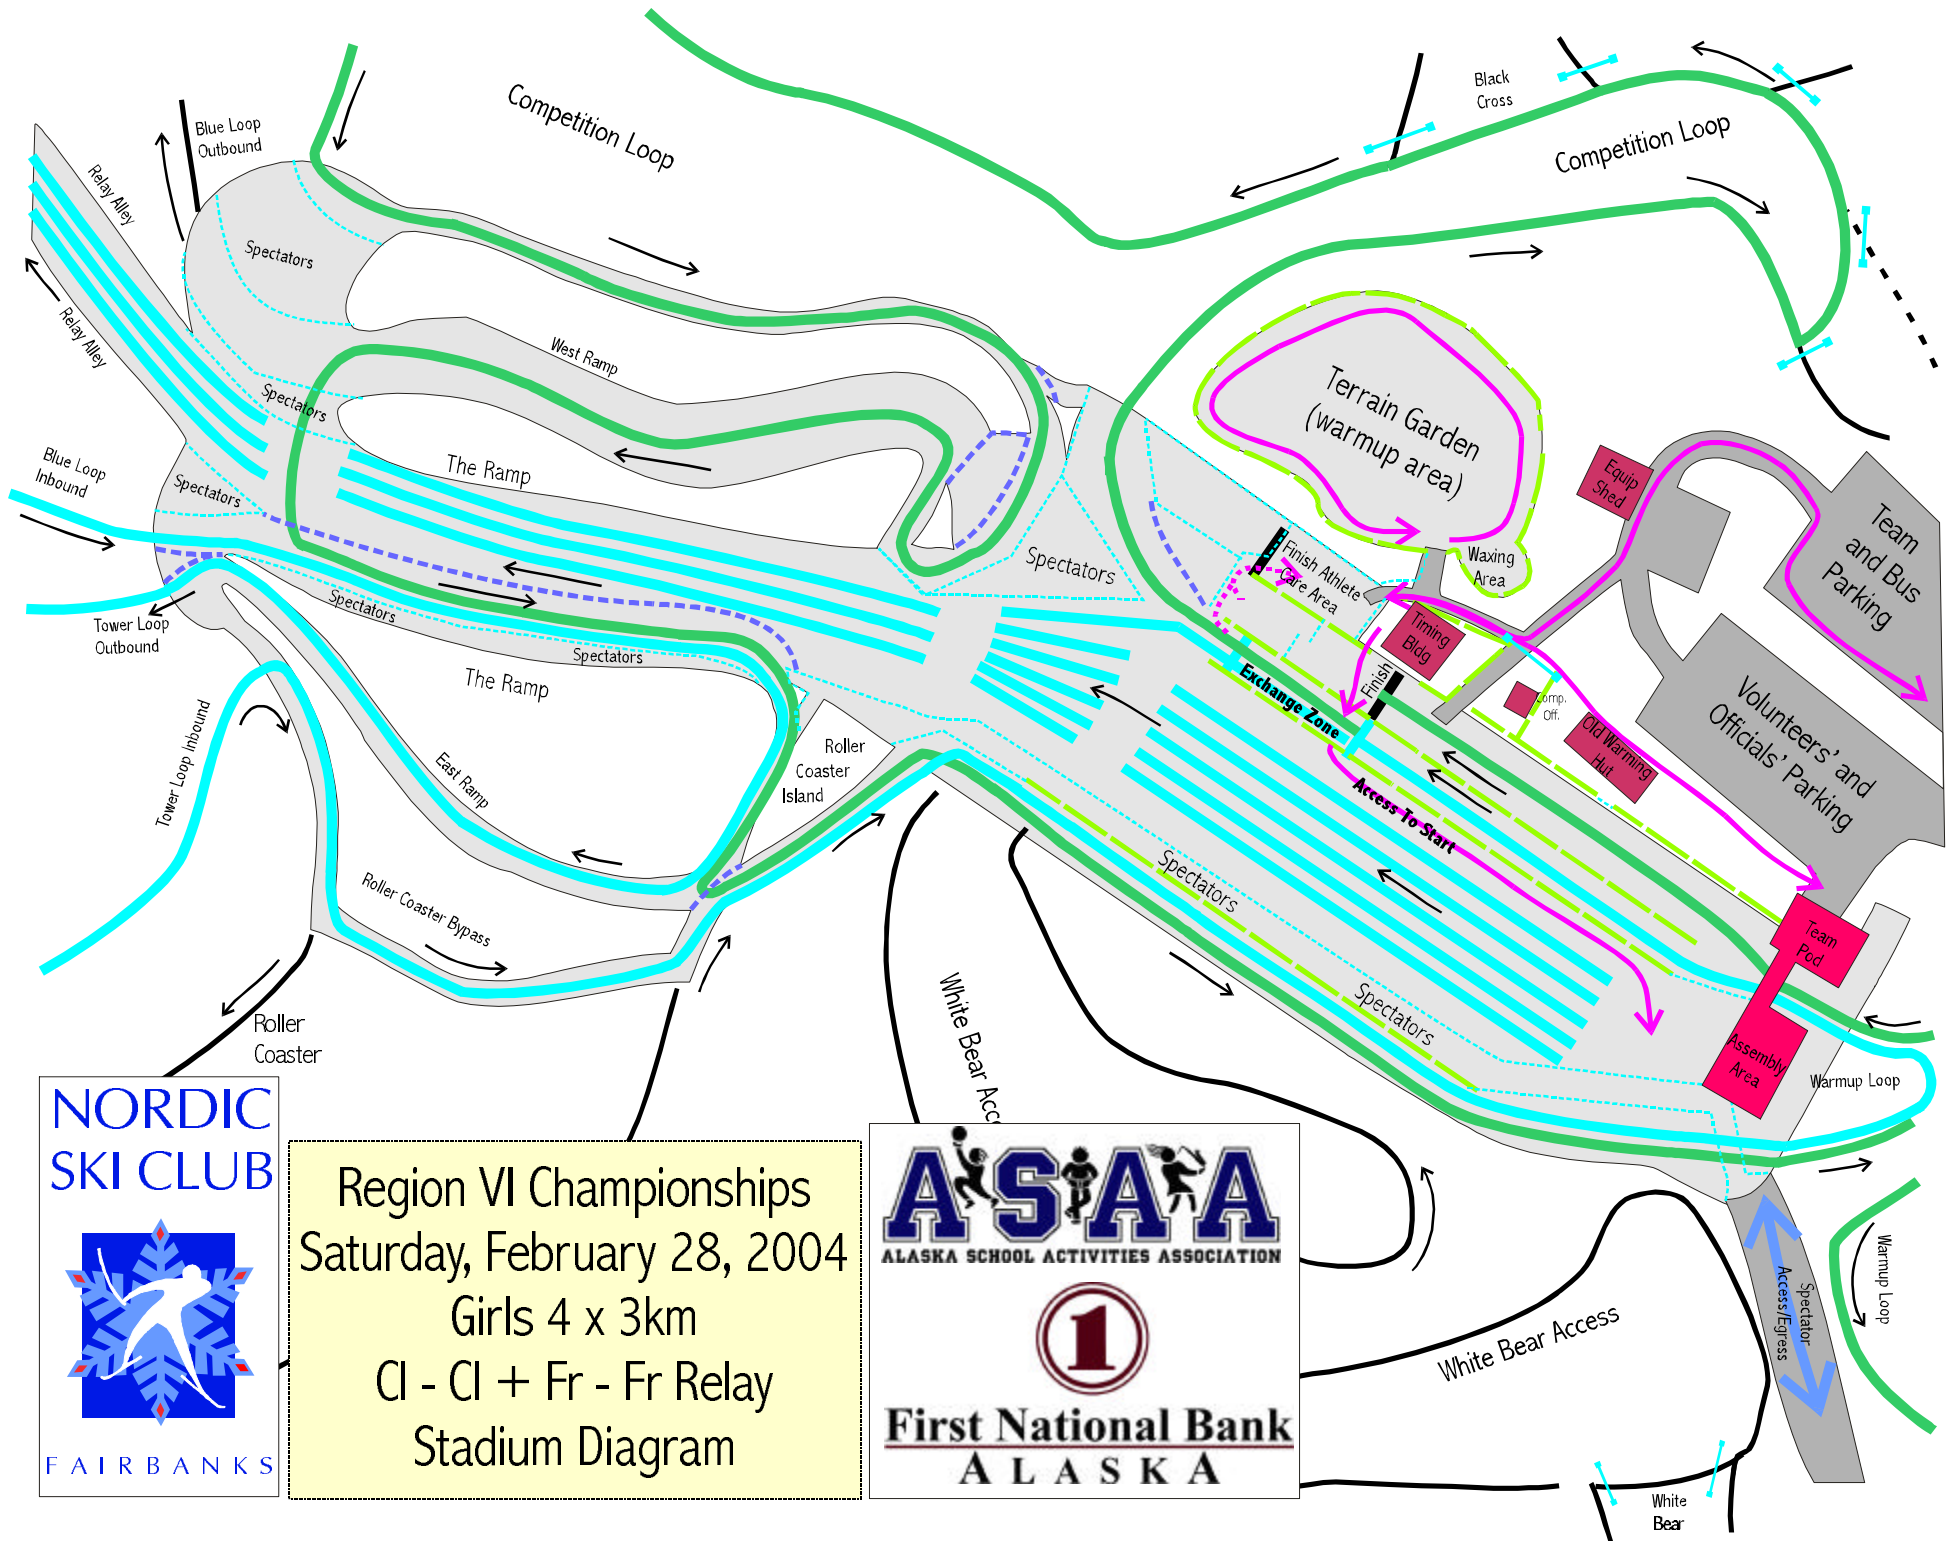 Black
Cross
Competition Loop
Competition Loop
Blue Loop
Outbound
Relay Alley
Relay Alley
Spectators
West Ramp
Terrain Garden
(warmup area)
Spectators
The Ramp
Blue Loop
Inbound
Spectators
Equip
Shed
Team
and Bus
Parking
Waxing
Area
Finish Athlete
Care Area
Spectators
Spectators
Tower Loop
Outbound
Spectators
Timing
Bldg
The Ramp
Exchange Zone
Finish
Comp.
Off.
Old Warming
Hut
Volunteers' and
Officials' Parking
Tower Loop Inbound
East Ramp
Roller
Coaster
Island
Access To Start
Spectators
Roller Coaster Bypass
Team
Pod
Spectators
White Bear Acc
Roller
Coaster
Assembly
Area
Warmup Loop
NORDIC
SKI CLUB
FAIRBANKS
Region VI Championships
Saturday, February 28, 2004
Girls 4 x 3km
Cl - Cl + Fr - Fr Relay
Stadium Diagram
ASAA
ALASKA SCHOOL ACTIVITIES ASSOCIATION
1
First National Bank
ALASKA
White Bear Access
Spectator
Access/Egress
Warmup Loop
White
Bear